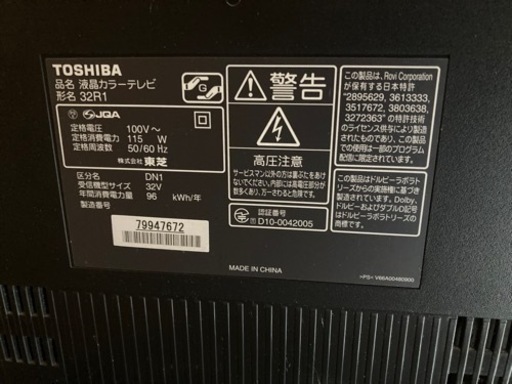 TOSHIBA
品名 液晶カラーテレビ
形名 32R1
G
JQA
定格電圧 100V～
定格消費電力 115 W
定格周波数 50/60 Hz
株式会社 東芝
区分名 DN1
受信機型サイズ 32V
年間消費電力量 96 kWh/年
製造番号
79947672
警告
高圧注意
サービスマン以外の方は裏ぶたをあけ
ないでください。内部には高電圧部分が
数多くあり、万一さわると危険です。
認証番号
D10-0042005
MADE IN CHINA
この製品は、Rovi Corporation
が保有する日本特許
"2895629, 3613333,
3517672, 3803638,
3272363" の特許技術
ライセンス供与により製造
されています。この製品で
の使用は一部のプログラム
配信に限定されています。
この製品はドルビーラボラト
リーズからの実施権に基づき
製造されています。Dolby、
ドルビー及びダブルD記号は
ドルビーラボラトリーズの商標
です。
>PS< V68A00480900